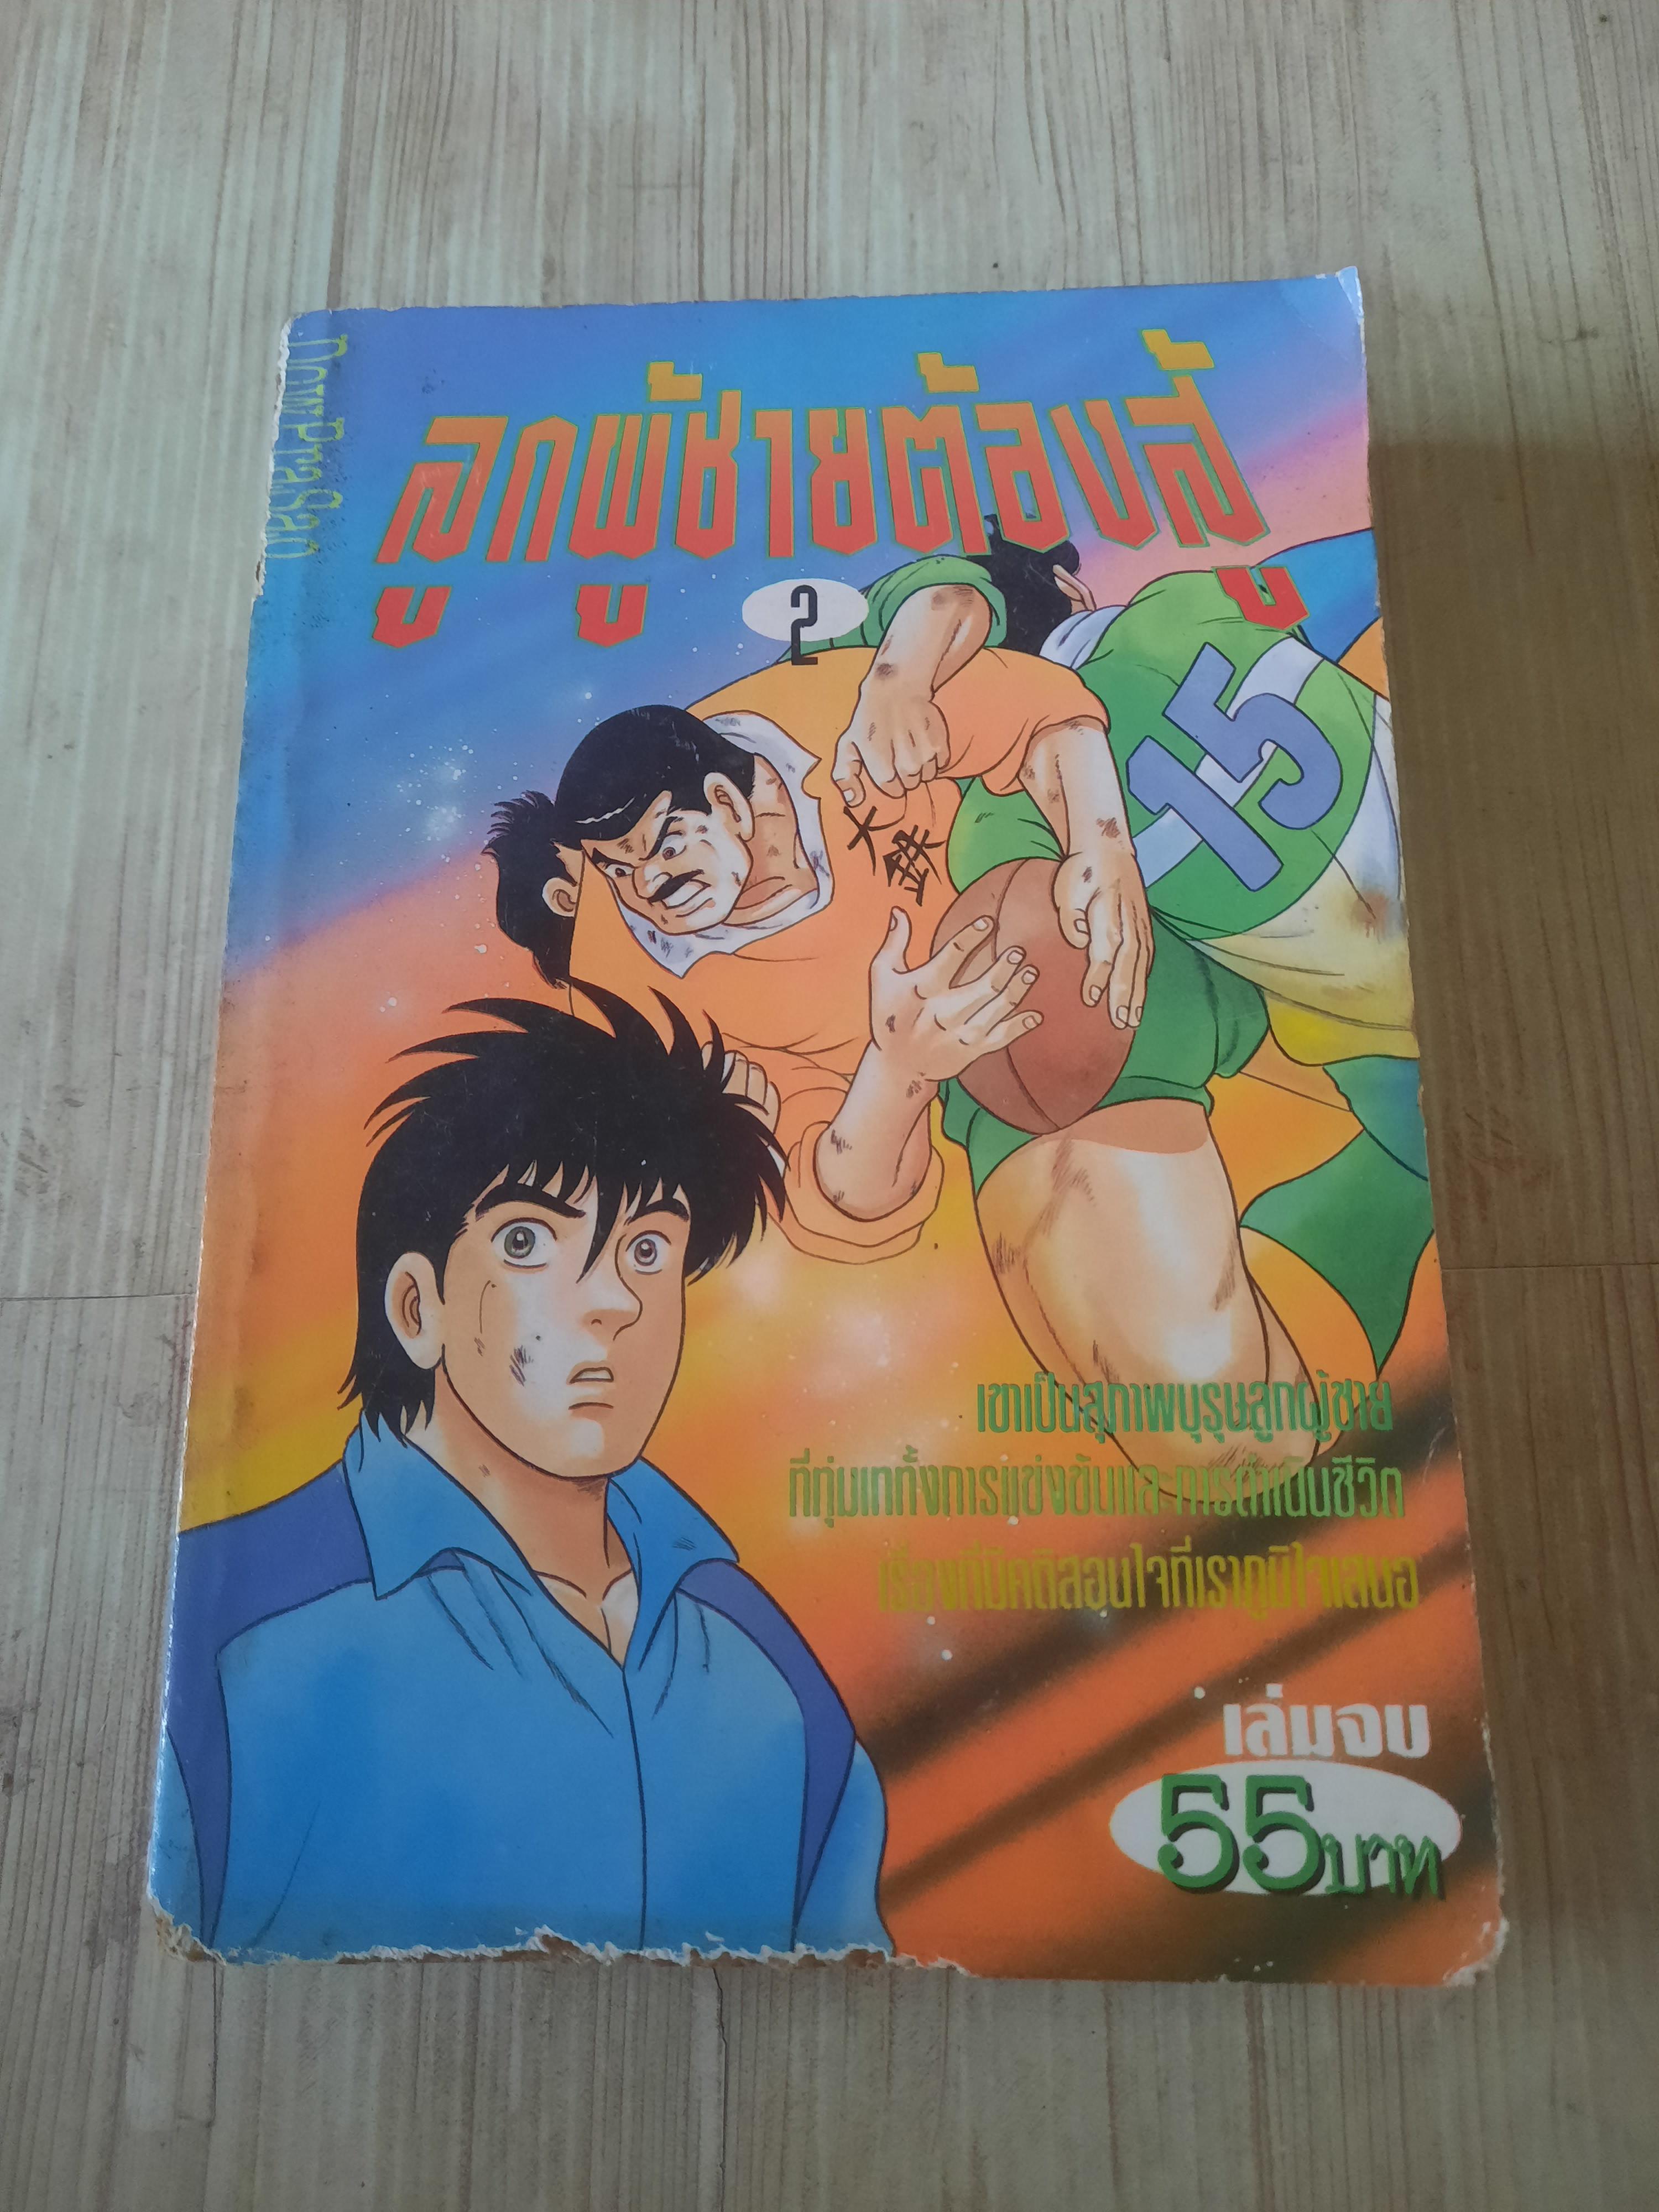 ลูกผู้ชายต้องสู้
2
15
大
鉄
เขาเป็นสุภาพบุรุษลูกผู้ชาย
ที่ทุ่มเททั้งการแข่งขันและการดำเนินชีวิต
เรื่องที่มีคติสอนใจที่เราภูมิใจเสนอ
เล่มจบ
55บาท